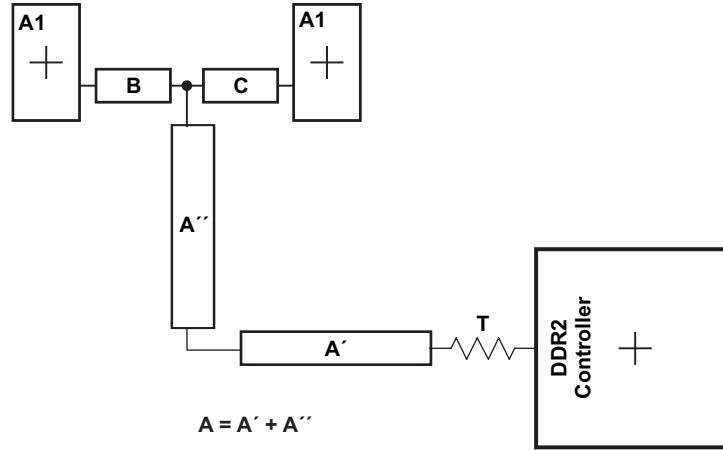 A1
A1
B
C
A´´
T
A´
DDR2
Controller
A = A´ + A´´